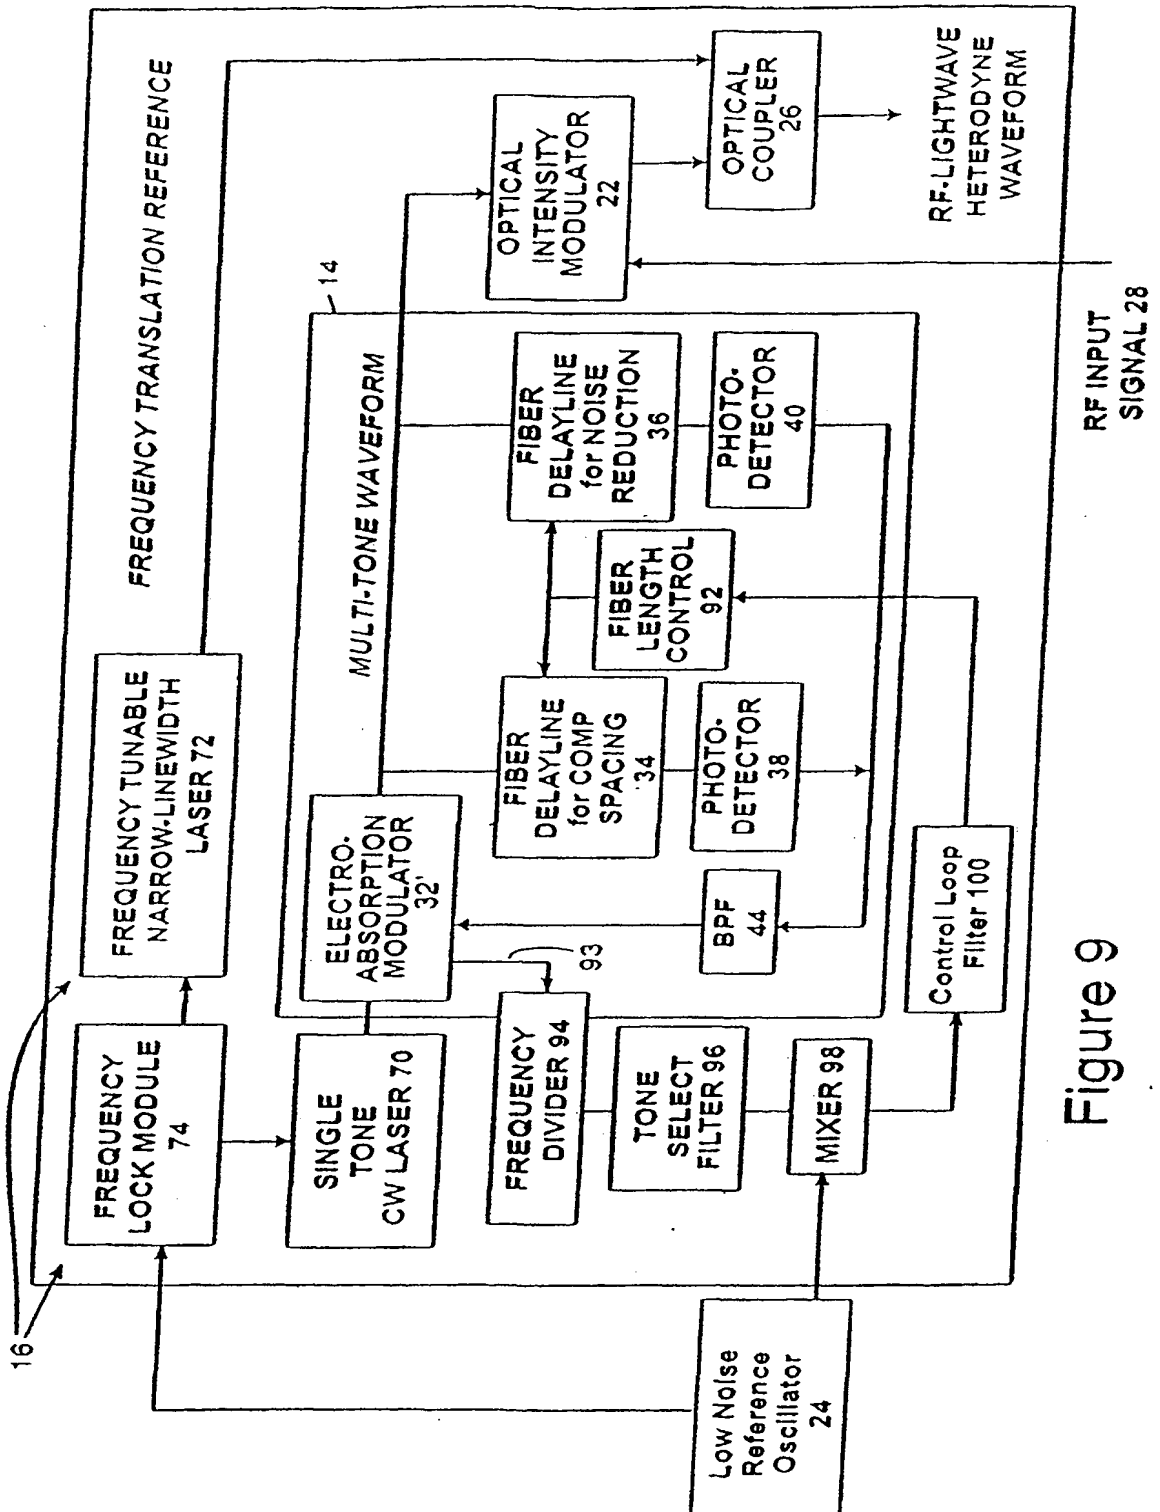 16
FREQUENCY
LOCK MODULE
74
FREQUENCY TUNABLE
NARROW-LINEWIDTH
LASER 72
FREQUENCY TRANSLATION REFERENCE
SINGLE
TONE
CW LASER 70
ELECTRO-
ABSORPTION
MODULATOR
32'
MULTI-TONE WAVEFORM
14
OPTICAL
INTENSITY
MODULATOR
22
OPTICAL
COUPLER
26
RF-LIGHTWAVE
HETERODYNE
WAVEFORM
93
FREQUENCY
DIVIDER 94
TONE
SELECT
FILTER 96
MIXER 98
BPF
44
FIBER
DELAYLINE
for COMP
SPACING
34
PHOTO-
DETECTOR
38
FIBER
LENGTH
CONTROL
92
FIBER
DELAYLINE
for NOISE
REDUCTION
36
PHOTO-
DETECTOR
40
Control Loop
Filter 100
Low Noise
Reference
Oscillator
24
RF INPUT
SIGNAL 28
Figure 9